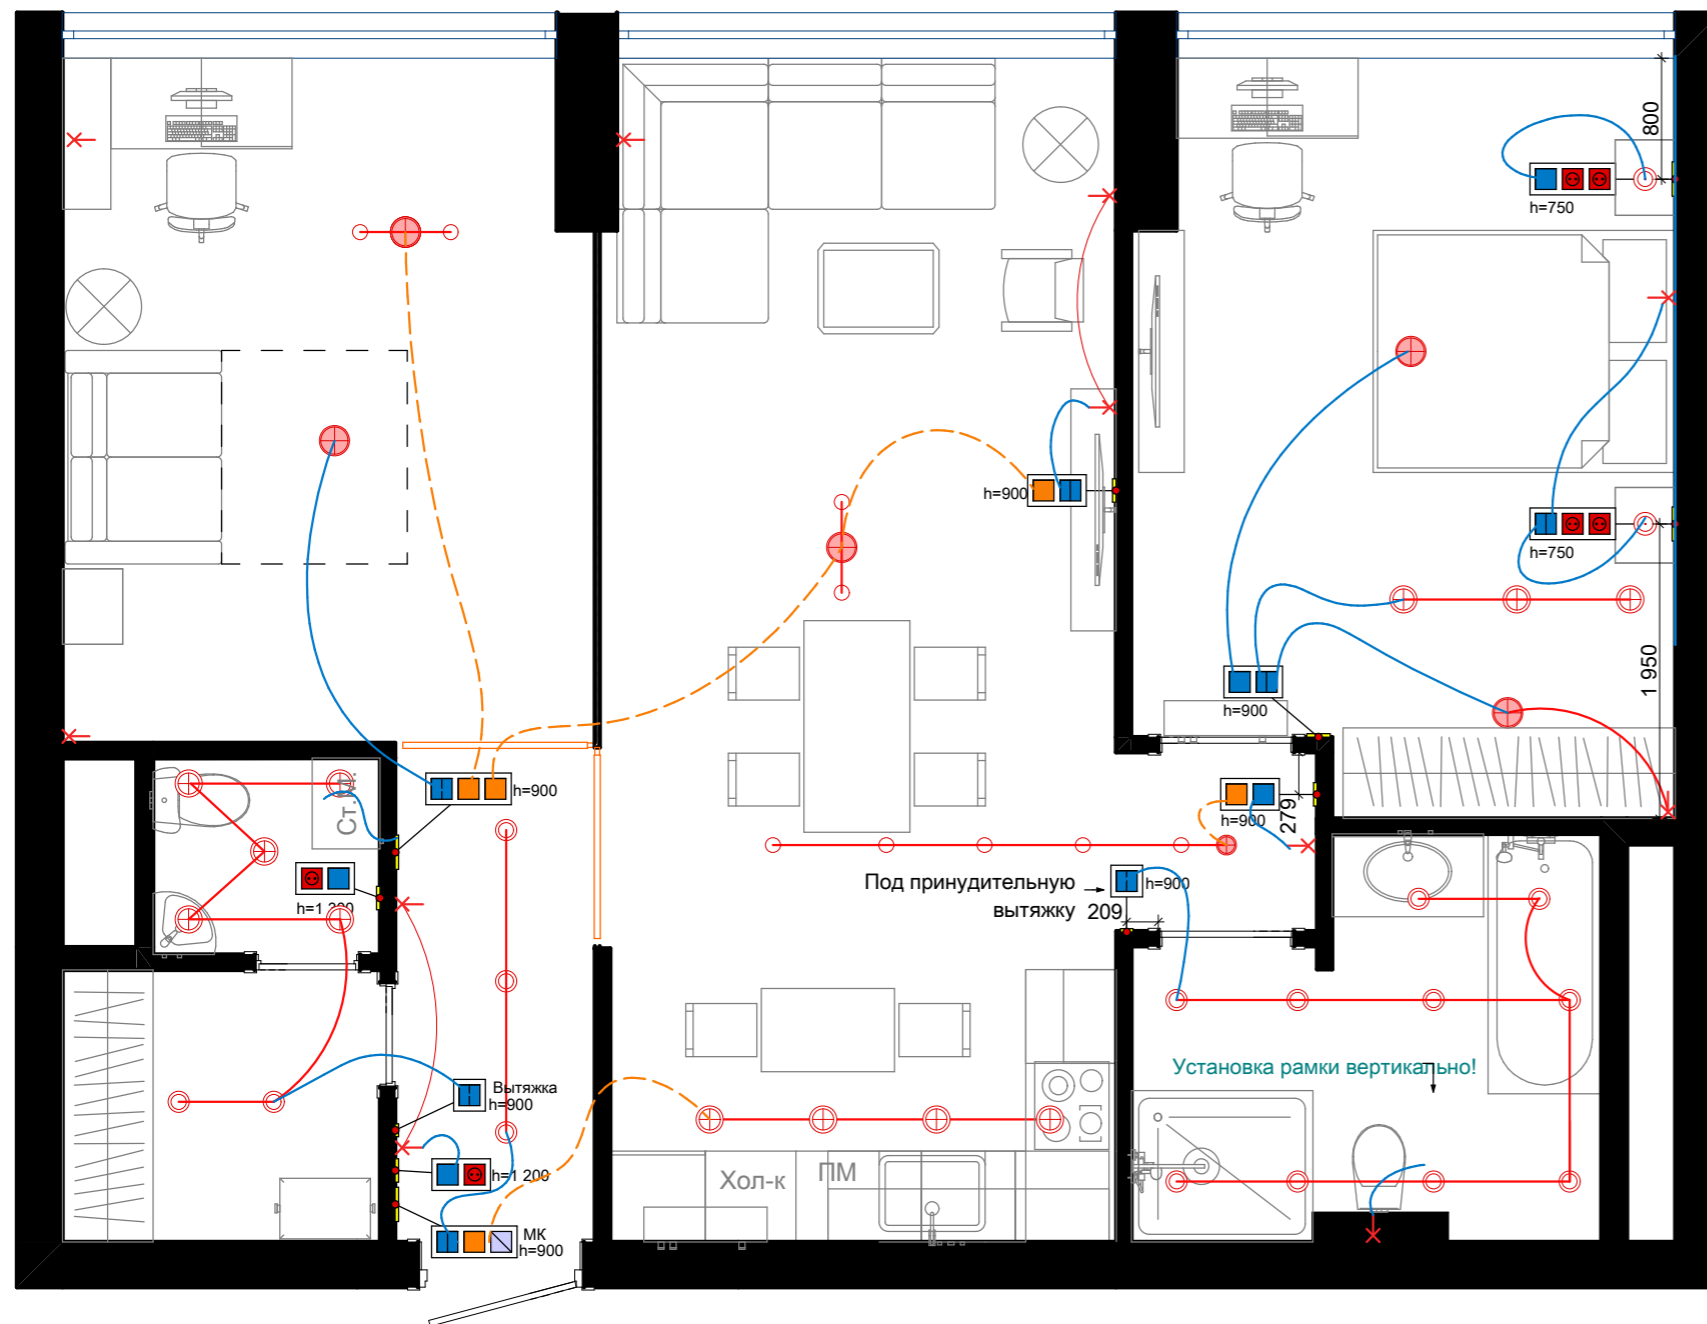 800
h=750
h=900
h=750
1 950
h=900
h=900
h=900
279
Ст.М.
h=1 200
Под принудительную
вытяжку
h=900
209
Установка рамки вертикально!
Вытяжка
h=900
h=1 200
Хол-к
ПМ
МК
h=900